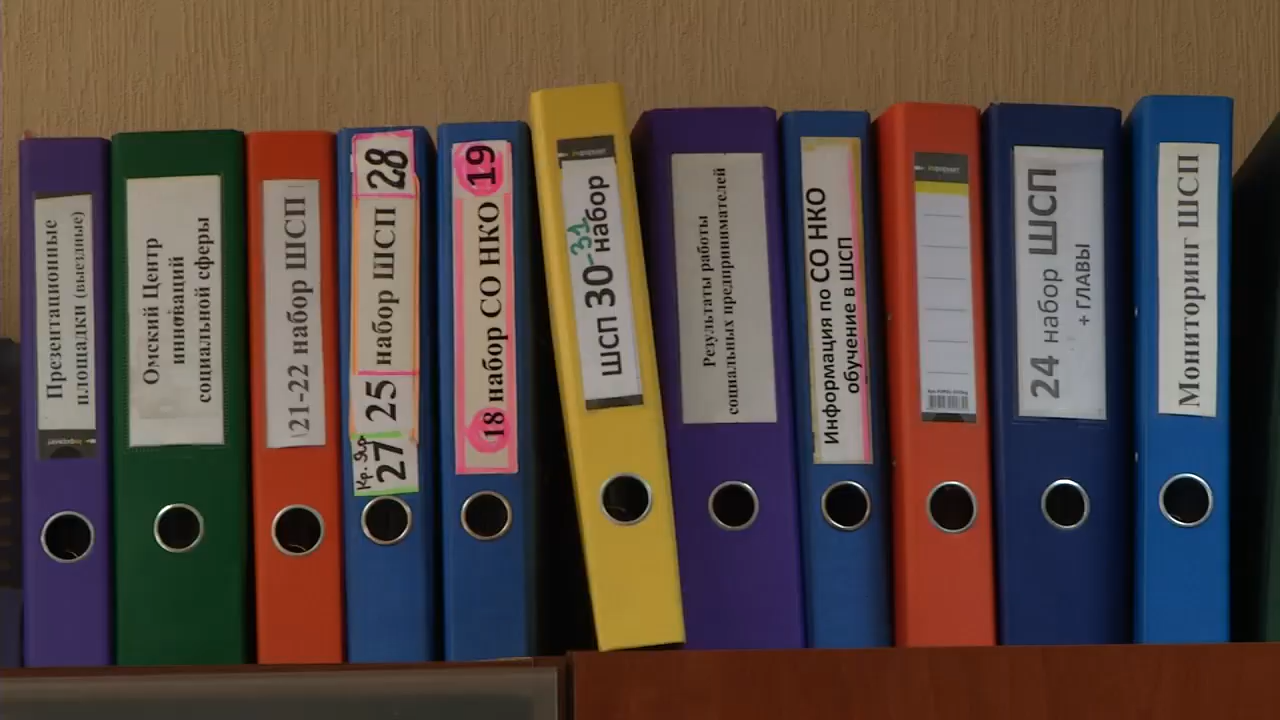 Презентационные
площадки (выездные)
Омский Центр
инноваций
социальной сферы
21-22 набор ШСП
28
25 набор ШСП
Кр. Яр
27
19
18 набор СО НКО
ШСП 30-31 набор
Результаты работы
социальных предпринимателей
Информация по СО НКО
обучение в ШСП
24 набор ШСП
+ ГЛАВЫ
Мониторинг ШСП